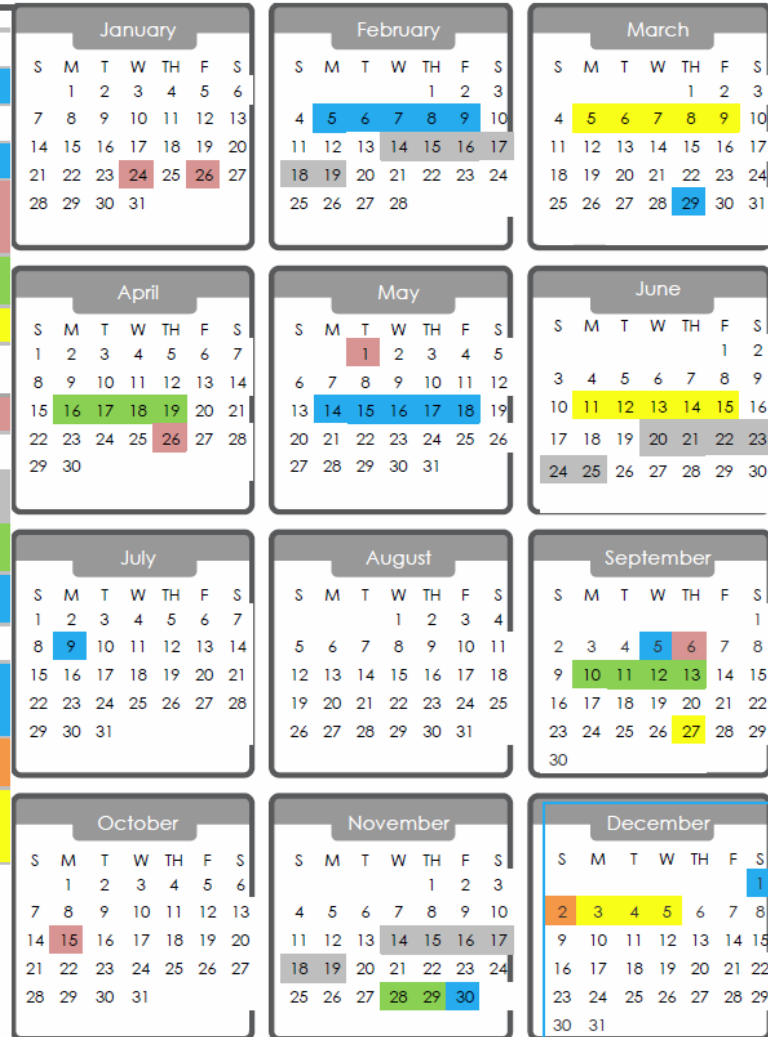 January
S M T W TH F S
1 2 3 4 5 6
7 8 9 10 11 12 13
14 15 16 17 18 19 20
21 22 23 24 25 26 27
28 29 30 31
February
S M T W TH F S
1 2 3
4 5 6 7 8 9 10
11 12 13 14 15 16 17
18 19 20 21 22 23 24
25 26 27 28
March
S M T W TH F S
1 2 3
4 5 6 7 8 9 10
11 12 13 14 15 16 17
18 19 20 21 22 23 24
25 26 27 28 29 30 31
April
S M T W TH F S
1 2 3 4 5 6 7
8 9 10 11 12 13 14
15 16 17 18 19 20 21
22 23 24 25 26 27 28
29 30
May
S M T W TH F S
1 2 3 4 5
6 7 8 9 10 11 12
13 14 15 16 17 18 19
20 21 22 23 24 25 26
27 28 29 30 31
June
S M T W TH F S
1 2
3 4 5 6 7 8 9
10 11 12 13 14 15 16
17 18 19 20 21 22 23
24 25 26 27 28 29 30
July
S M T W TH F S
1 2 3 4 5 6 7
8 9 10 11 12 13 14
15 16 17 18 19 20 21
22 23 24 25 26 27 28
29 30 31
August
S M T W TH F S
1 2 3 4
5 6 7 8 9 10 11
12 13 14 15 16 17 18
19 20 21 22 23 24 25
26 27 28 29 30 31
September
S M T W TH F S
1
2 3 4 5 6 7 8
9 10 11 12 13 14 15
16 17 18 19 20 21 22
23 24 25 26 27 28 29
30
October
S M T W TH F S
1 2 3 4 5 6
7 8 9 10 11 12 13
14 15 16 17 18 19 20
21 22 23 24 25 26 27
28 29 30 31
November
S M T W TH F S
1 2 3
4 5 6 7 8 9 10
11 12 13 14 15 16 17
18 19 20 21 22 23 24
25 26 27 28 29 30
December
S M T W TH F S
1
2 3 4 5 6 7 8
9 10 11 12 13 14 15
16 17 18 19 20 21 22
23 24 25 26 27 28 29
30 31